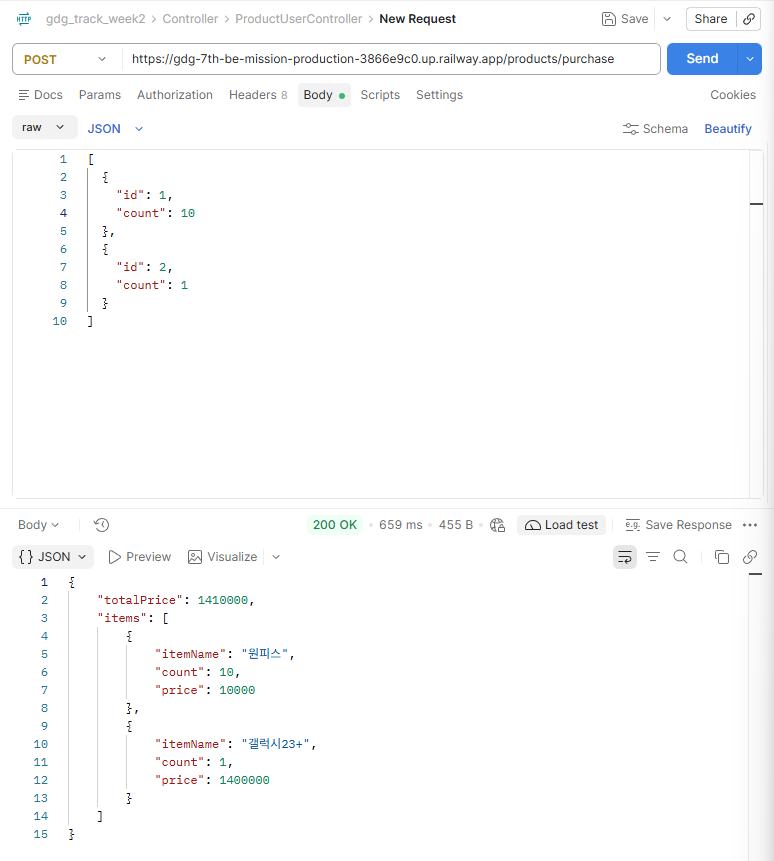 HTTP gdg_track_week2 > Controller > ProductUserController > New Request Save Share
POST https://gdg-7th-be-mission-production-3866e9c0.up.railway.app/products/purchase Send
Docs Params Authorization Headers 8 Body Scripts Settings Cookies
raw JSON Schema Beautify
1 [
2 {
3 "id": 1,
4 "count": 10
5 },
6 {
7 "id": 2,
8 "count": 1
9 }
10 ]
Body 200 OK • 659 ms • 455 B • Load test e.g. Save Response
{} JSON Preview Visualize
1 {
2 "totalPrice": 1410000,
3 "items": [
4 {
5 "itemName": "원피스",
6 "count": 10,
7 "price": 10000
8 },
9 {
10 "itemName": "갤럭시23+",
11 "count": 1,
12 "price": 1400000
13 }
14 ]
15 }